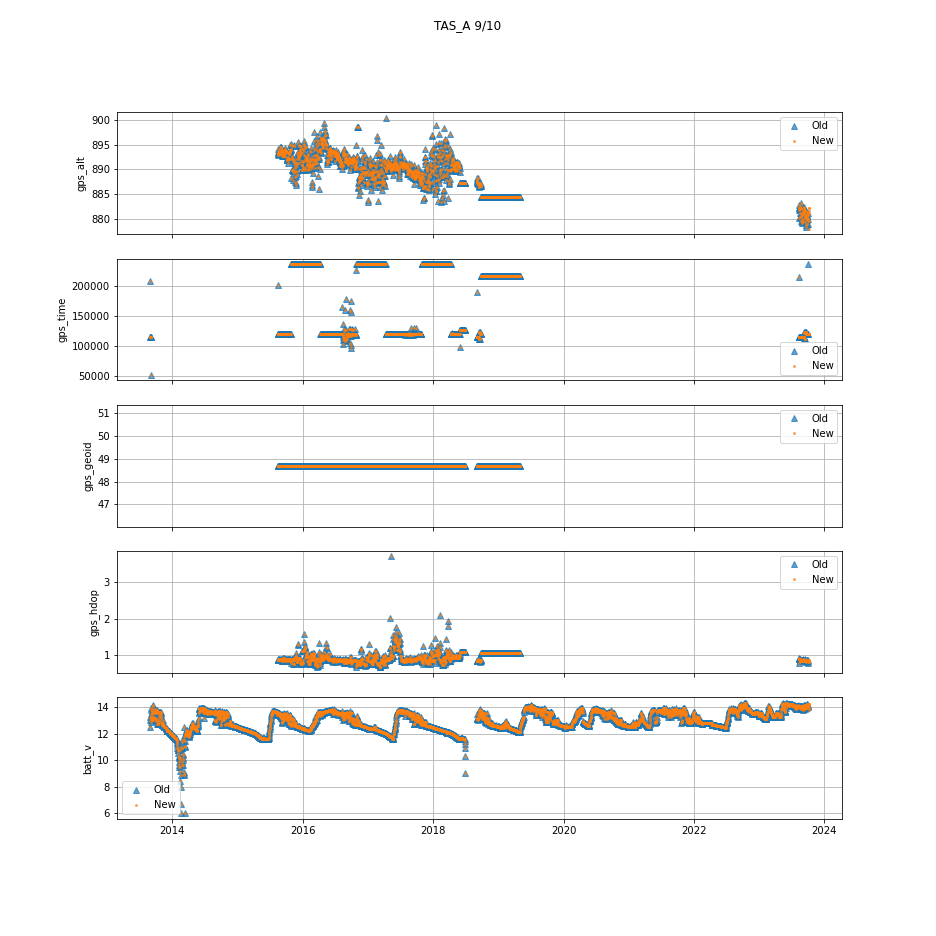 TAS_A 9/10
900
895
890
885
880
gps_alt
Old
New
200000
150000
100000
50000
gps_time
Old
New
51
50
49
48
47
gps_geoid
Old
New
3
2
1
gps_hdop
Old
New
14
12
10
8
6
batt_v
Old
New
2014 2016 2018 2020 2022 2024